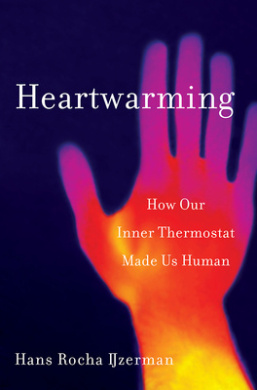 Heartwarming
How Our
Inner Thermostat
Made Us Human
Hans Rocha IJzerman